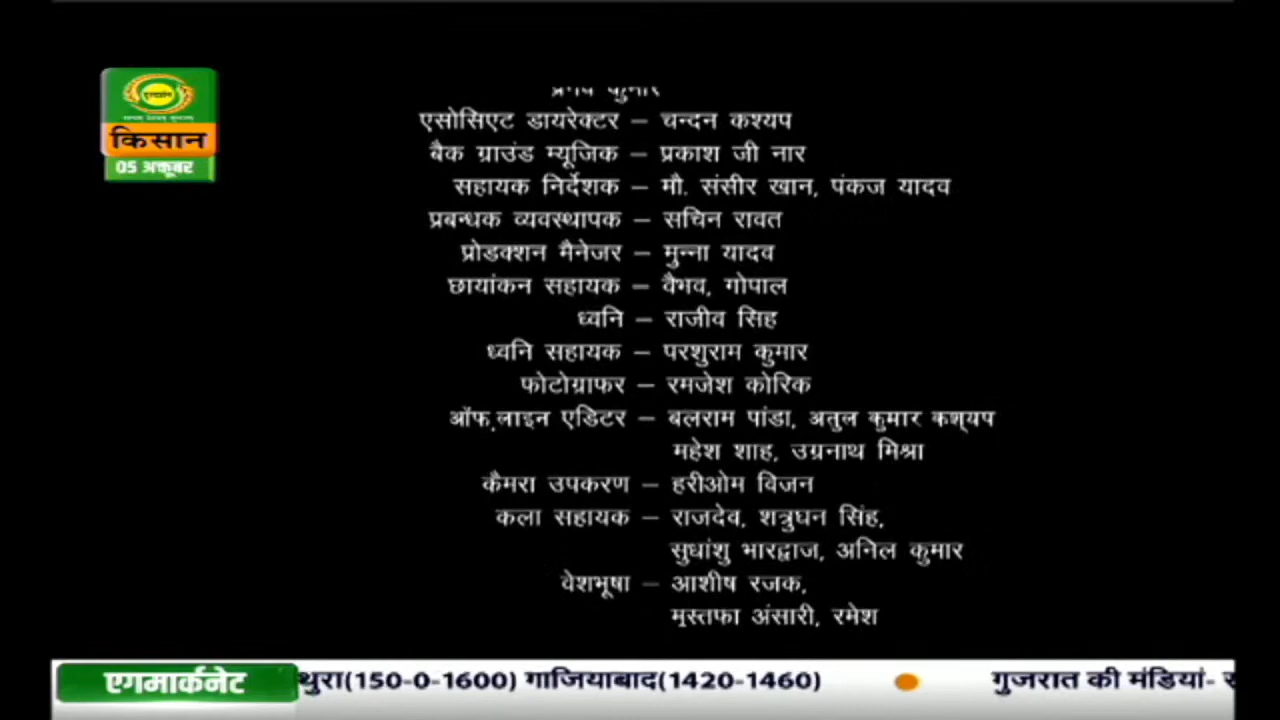 दूरदर्शन
किसान
05 अक्तूबर
कुमार
एसोसिएट डायरेक्टर – चन्दन कश्यप
बैक ग्राउंड म्यूजिक – प्रकाश जी नार
सहायक निर्देशक – मौ. संसीर खान, पंकज यादव
प्रबन्धक व्यवस्थापक – सचिन रावत
प्रोडक्शन मैनेजर – मुन्ना यादव
छायांकन सहायक – वैभव, गोपाल
ध्वनि – राजीव सिह
ध्वनि सहायक – परशुराम कुमार
फोटोग्राफर – रमजेश कोरिक
ऑफ.लाइन एडिटर – बलराम पांडा, अतुल कुमार कश्यप
महेश शाह, उग्रनाथ मिश्रा
कैमरा उपकरण – हरीओम विजन
कला सहायक – राजदेव, शत्रुघन सिंह,
सुधांशु भारद्वाज, अनिल कुमार
वेशभूषा – आशीष रजक,
मुस्तफा अंसारी, रमेश
एगमार्कनेट थुरा(150-0-1600) गाजियाबाद(1420-1460) गुजरात की मंडियां-